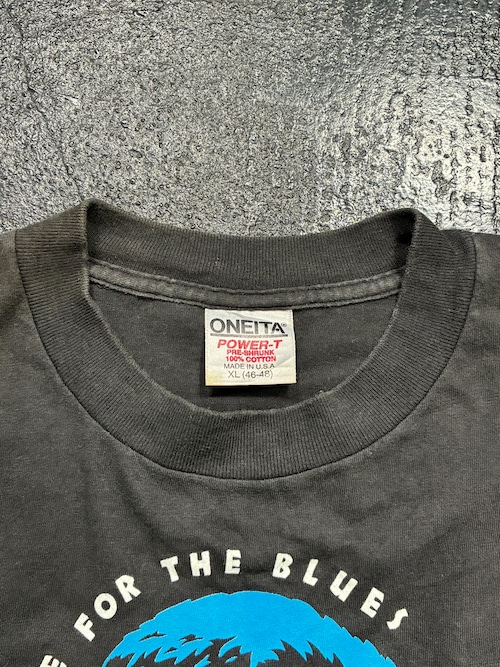 ONEITA®
POWER-T
PRE-SHRUNK
100% COTTON
MADE IN U.S.A.
XL (46-48)
FOR THE BLUES